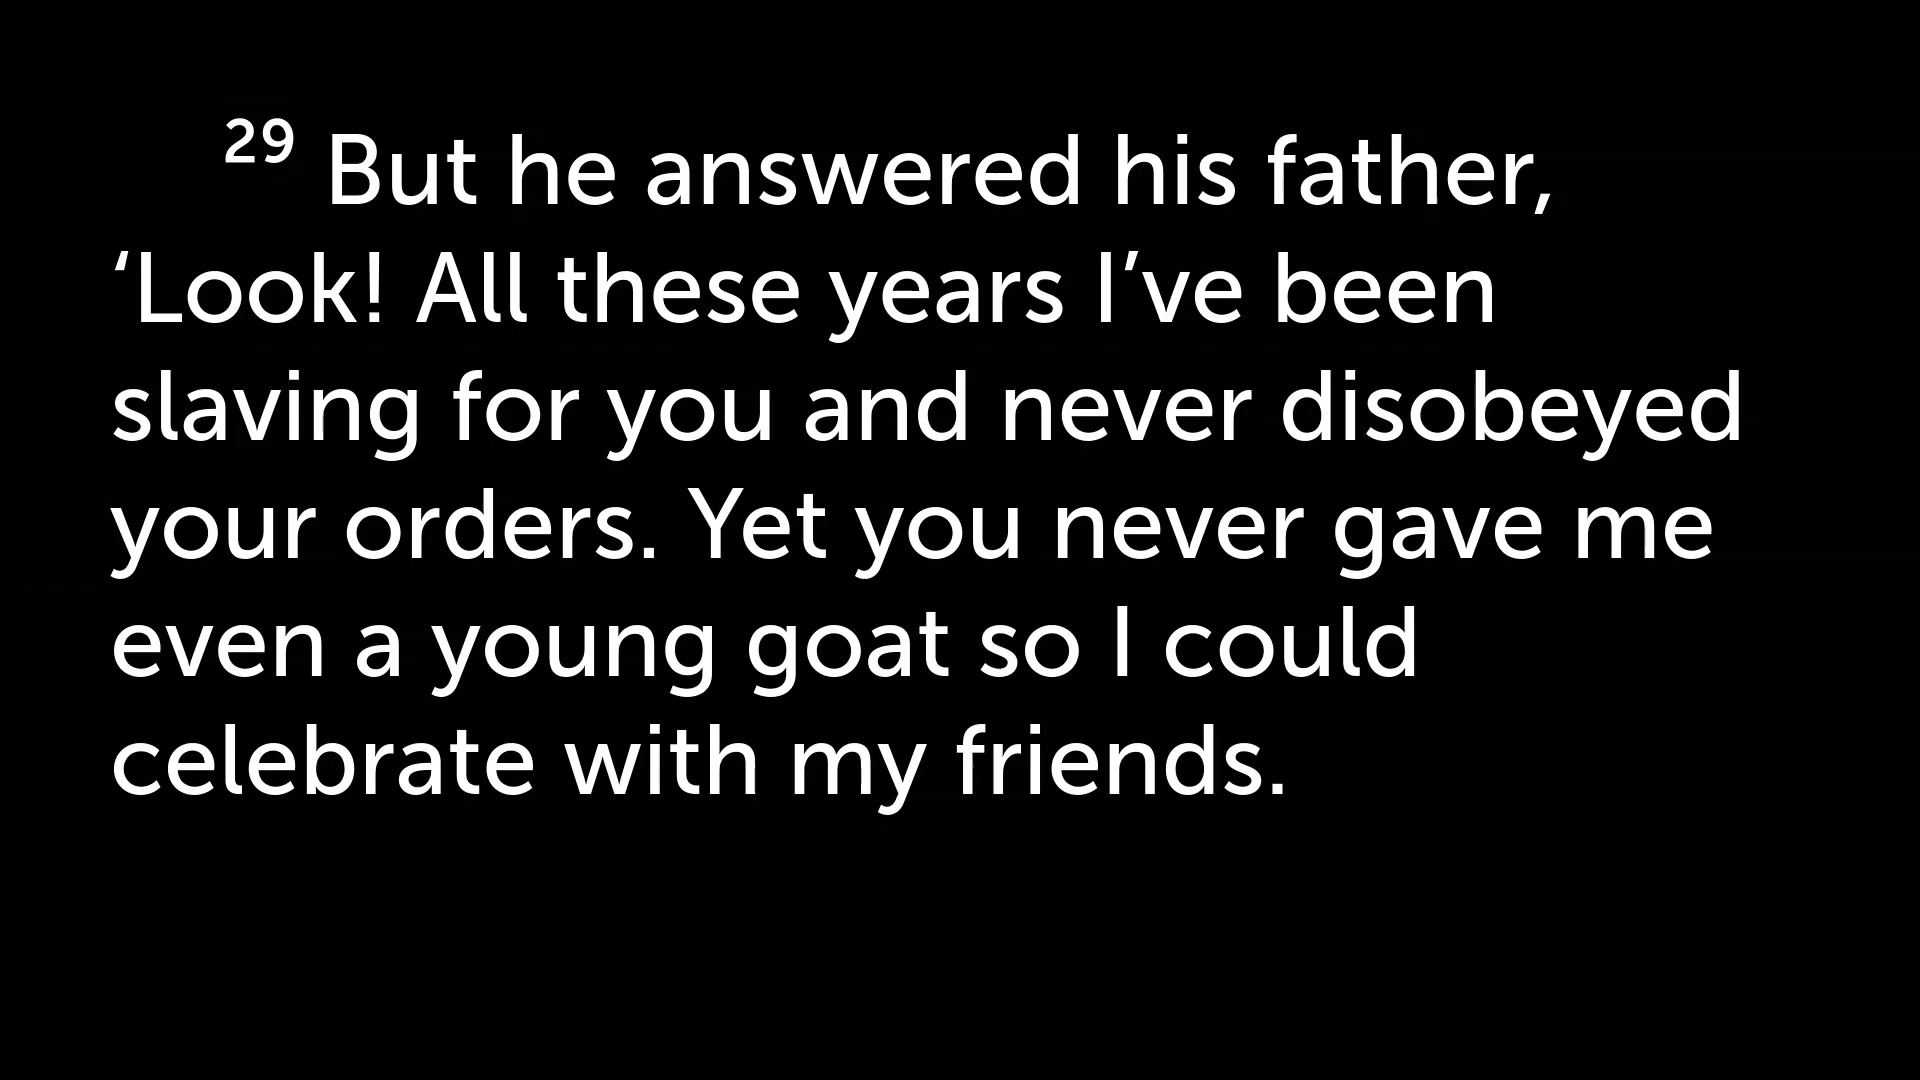 29 But he answered his father,
‘Look! All these years I’ve been
slaving for you and never disobeyed
your orders. Yet you never gave me
even a young goat so I could
celebrate with my friends.